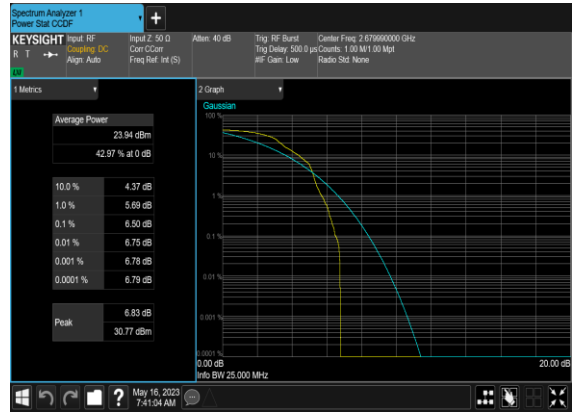 Spectrum Analyzer 1
Power Stat CCDF
+
KEYSIGHT
R T
LXI
Input: RF
Coupling: DC
Align: Auto
Input Z: 50 Ω
Corr CCorr
Freq Ref: Int (S)
Atten: 40 dB
Trig: RF Burst
Trig Delay: 500.0 µs
#IF Gain: Low
Center Freq: 2.679990000 GHz
Counts: 1.00 M/1.00 Mpt
Radio Std: None
1 Metrics
Average Power
23.94 dBm
42.97 % at 0 dB
10.0 % 4.37 dB
1.0 % 5.69 dB
0.1 % 6.50 dB
0.01 % 6.75 dB
0.001 % 6.78 dB
0.0001 % 6.79 dB
Peak
6.83 dB
30.77 dBm
2 Graph
Gaussian
100 %
10 %
1 %
0.1 %
0.01 %
0.001 %
0.0001 %
0.00 dB
20.00 dB
Info BW 25.000 MHz
?
May 16, 2023
7:41:04 AM